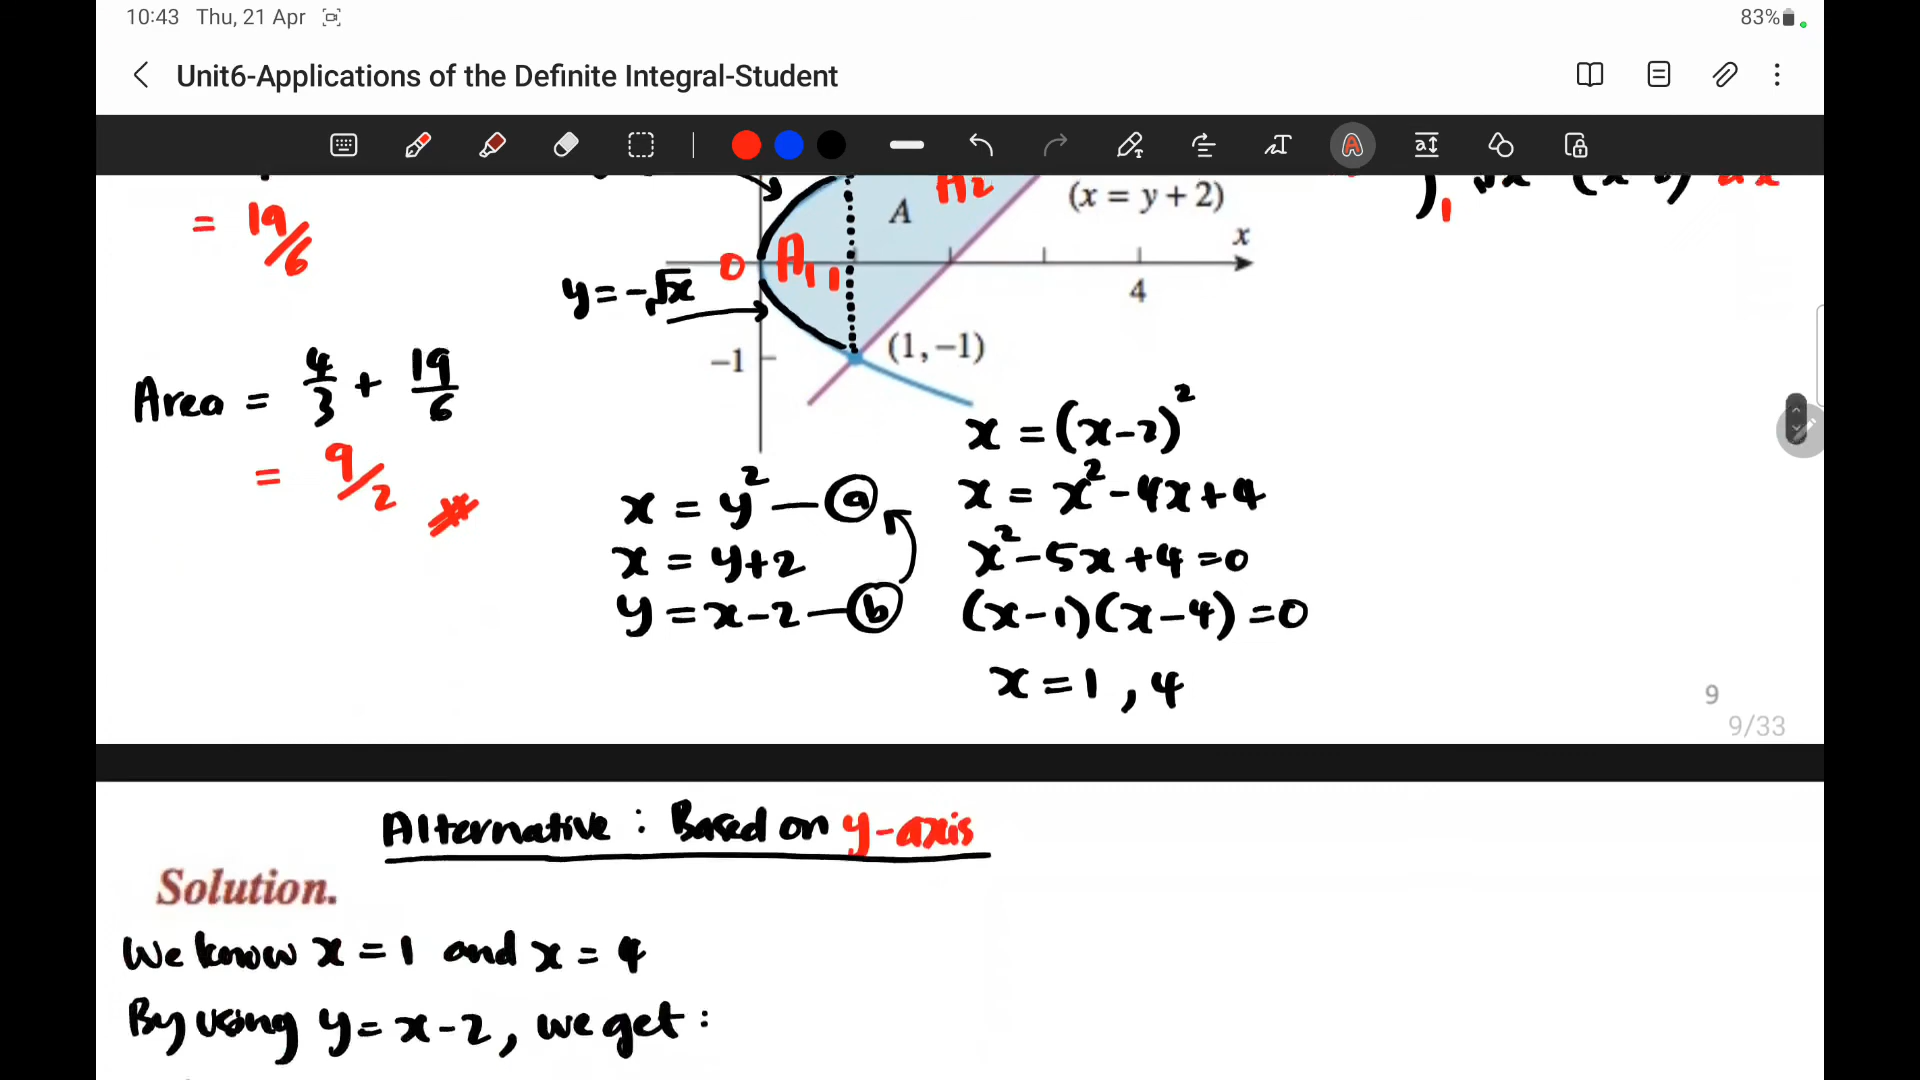 10:43 Thu, 21 Apr
83%
Unit6-Applications of the Definite Integral-Student
= 19/6
A2
(x = y + 2)
1
A
x
0 A1 1
y = -√x
4
-1
(1, -1)
Area = 4/3 + 19/6
= 9/2
x = y² — ⓐ
x = y+2
y = x-2 — ⓑ
x = (x-2)²
x = x² - 4x + 4
x² - 5x + 4 = 0
(x-1)(x-4) = 0
x = 1, 4
9
9/33
Alternative : Based on y-axis
Solution.
We know x = 1 and x = 4
By using y = x - 2, we get :